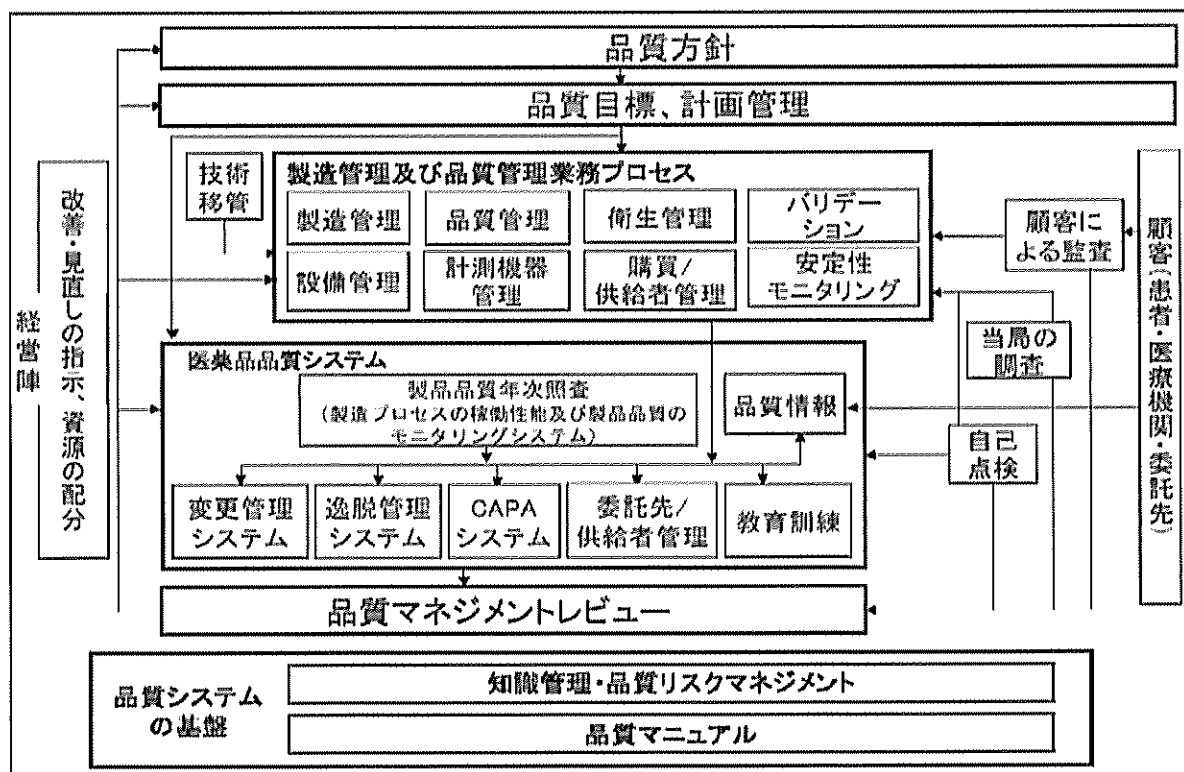 品質方針
品質目標、計画管理
技術
移管
製造管理及び品質管理業務プロセス
製造管理
品質管理
衛生管理
バリデー
ション
設備管理
計測機器
管理
購買/
供給者管理
安定性
モニタリング
顧客に
よる監査
当局の
調査
自己
点検
顧客(患者・医療機関・委託先)
経営陣
改善・見直しの指示、資源の配分
医薬品品質システム
製品品質年次照査
(製造プロセスの稼働性能及び製品品質の
モニタリングシステム)
品質情報
変更管理
システム
逸脱管理
システム
CAPA
システム
委託先/
供給者管理
教育訓練
品質マネジメントレビュー
品質システム
の基盤
知識管理・品質リスクマネジメント
品質マニュアル